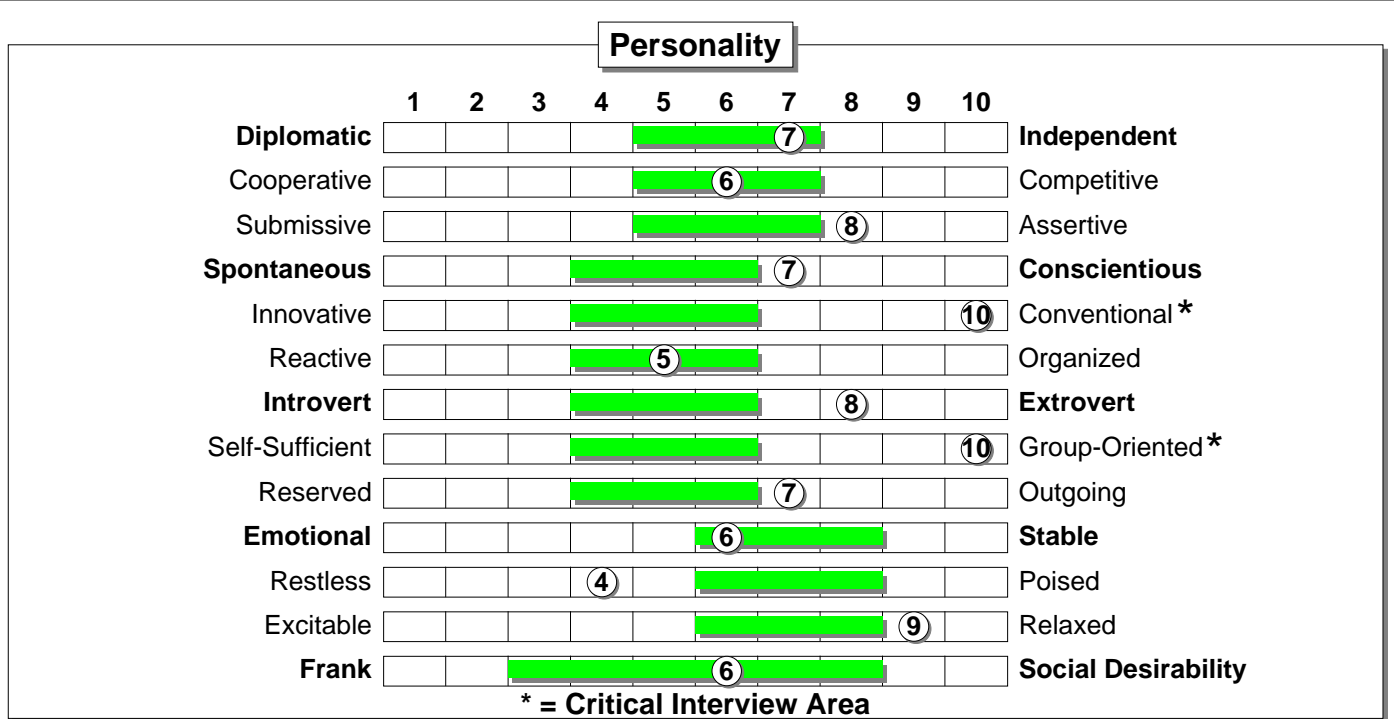 Personality
1 2 3 4 5 6 7 8 9 10
Diplomatic 7 Independent
Cooperative 6 Competitive
Submissive 8 Assertive
Spontaneous 7 Conscientious
Innovative 10 Conventional *
Reactive 5 Organized
Introvert 8 Extrovert
Self-Sufficient 10 Group-Oriented *
Reserved 7 Outgoing
Emotional 6 Stable
Restless 4 Poised
Excitable 9 Relaxed
Frank 6 Social Desirability
* = Critical Interview Area